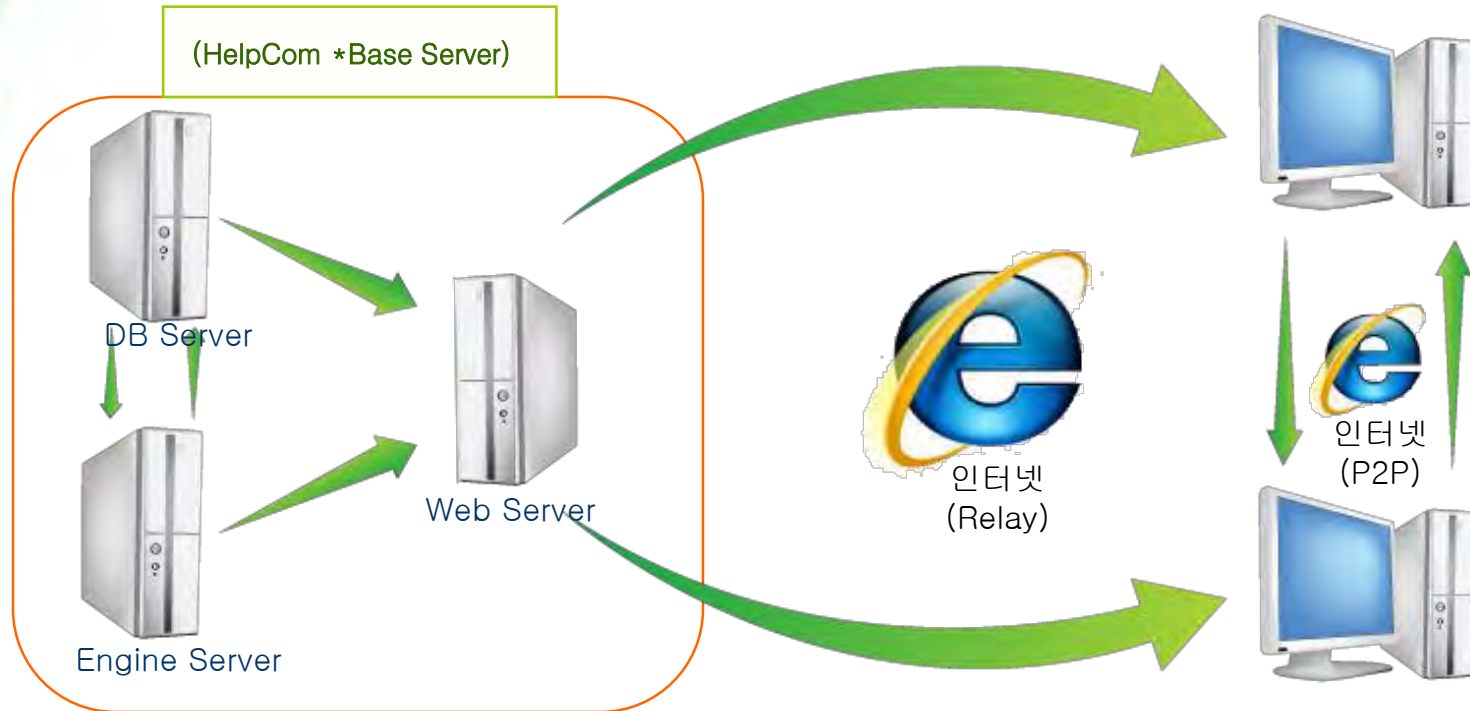 (HelpCom *Base Server)
DB Server
Web Server
Engine Server
인터넷
(Relay)
인터넷
(P2P)